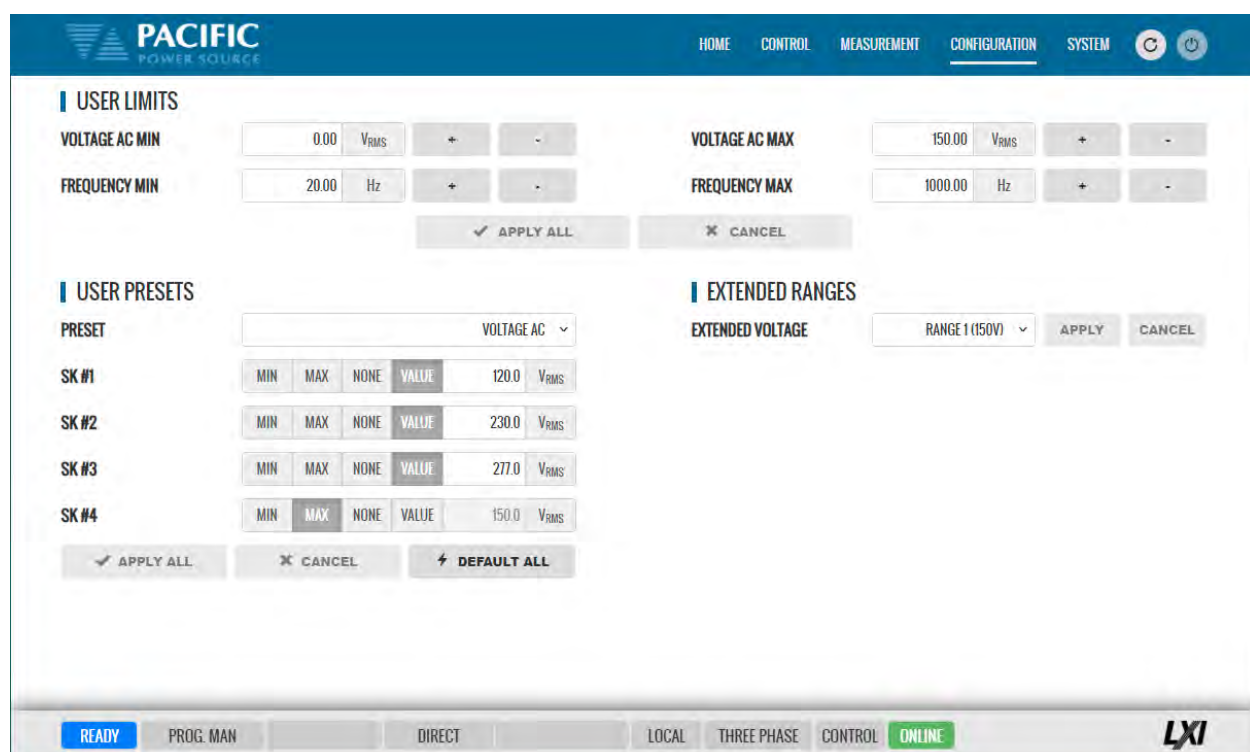 PACIFIC
POWER SOURCE
HOME CONTROL MEASUREMENT CONFIGURATION SYSTEM
USER LIMITS
VOLTAGE AC MIN 0.00 VRMS + - VOLTAGE AC MAX 150.00 VRMS + -
FREQUENCY MIN 20.00 Hz + - FREQUENCY MAX 1000.00 Hz + -
✓ APPLY ALL ✖ CANCEL
USER PRESETS EXTENDED RANGES
PRESET VOLTAGE AC EXTENDED VOLTAGE RANGE 1 (150V) APPLY CANCEL
SK #1 MIN MAX NONE VALUE 120.0 VRMS
SK #2 MIN MAX NONE VALUE 230.0 VRMS
SK #3 MIN MAX NONE VALUE 277.0 VRMS
SK #4 MIN MAX NONE VALUE 150.0 VRMS
✓ APPLY ALL ✖ CANCEL DEFAULT ALL
READY PROG. MAN DIRECT LOCAL THREE PHASE CONTROL ONLINE LXI